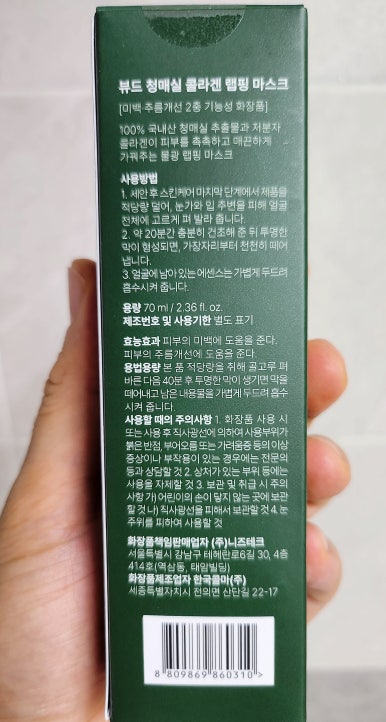 뷰드 청매실 콜라겐 랩핑 마스크
[미백·주름개선 2중 기능성 화장품]
100% 국내산 청매실 추출물과 저분자
콜라겐이 피부를 촉촉하고 매끈하게
가꿔주는 물광 랩핑 마스크
사용방법
1. 세안 후 스킨케어 마지막 단계에서 제품을
적당량 덜어, 눈가와 입 주변을 피해 얼굴
전체에 고르게 펴 발라 줍니다.
2. 약 20분간 충분히 건조해 준 뒤 투명한
막이 형성되면, 가장자리부터 천천히 떼어
냅니다.
3. 얼굴에 남아 있는 에센스는 가볍게 두드려
흡수시켜 줍니다.
용량 70 ml / 2.36 fl. oz.
제조번호 및 사용기한 별도 표기
효능효과 피부의 미백에 도움을 준다.
피부의 주름개선에 도움을 준다.
용법용량 본 품 적당량을 취해 골고루 펴
바른 다음 40분 후 투명한 막이 생기면 막을
떼어내고 남은 내용물을 가볍게 두드려 흡수
시켜 준다.
사용할 때의 주의사항 1. 화장품 사용 시
또는 사용 후 직사광선에 의하여 사용부위가
붉은 반점, 부어오름 또는 가려움증 등의 이상
증상이나 부작용이 있는 경우에는 전문의
등과 상담할 것 2. 상처가 있는 부위 등에는
사용을 자제할 것 3. 보관 및 취급 시 주의
사항 가) 어린이의 손이 닿지 않는 곳에 보관
할 것 나) 직사광선을 피해서 보관할 것 4. 눈
주위를 피하여 사용할 것
화장품책임판매업자 (주)니즈테크
서울특별시 강남구 테헤란로6길 30, 4층
414호(역삼동, 태암빌딩)
화장품제조업자 한국콜마(주)
세종특별자치시 전의면 산단길 22-17
8 809869 860310 >